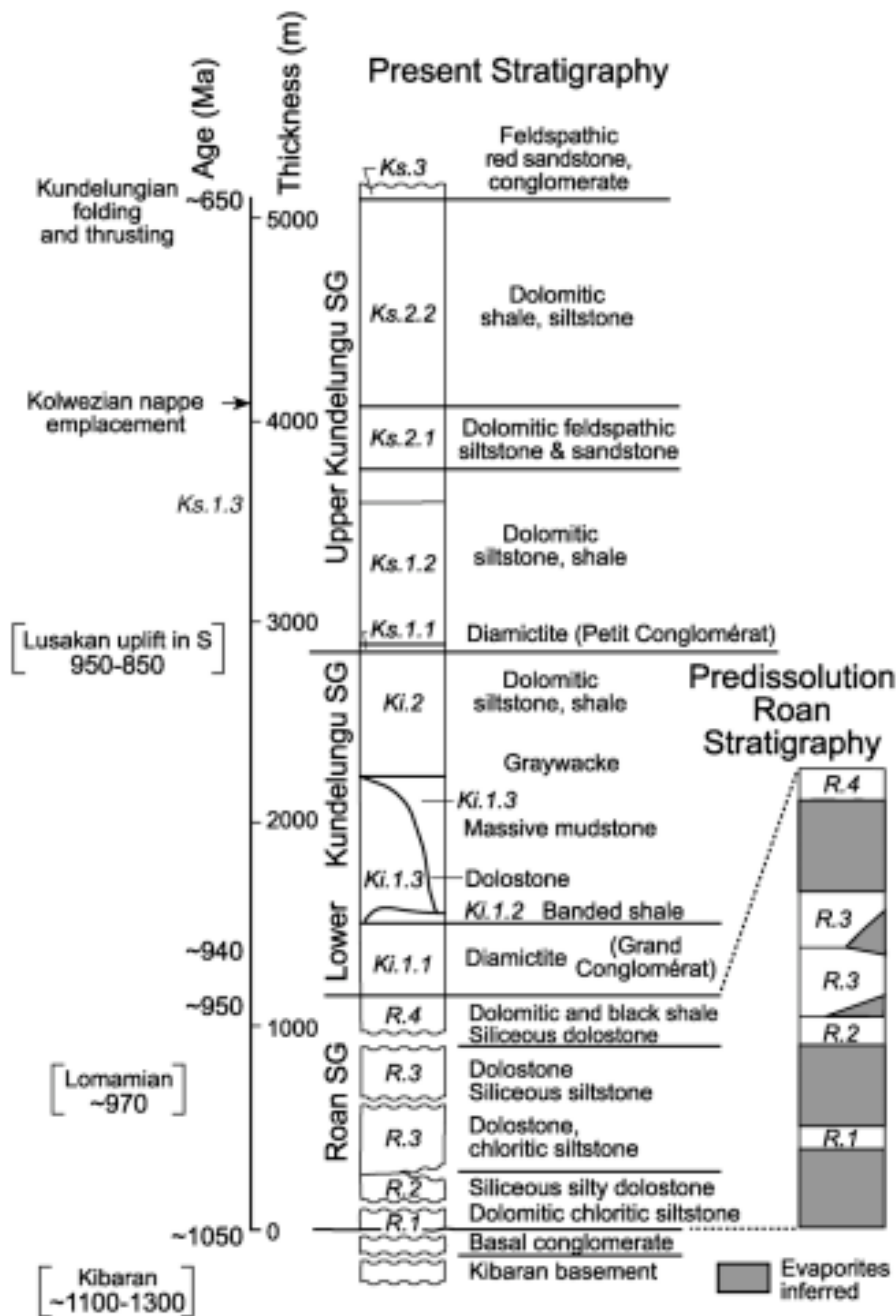 Age (Ma)
Thickness (m)
Present Stratigraphy
Ks.3
Feldspathic
red sandstone,
conglomerate
Kundelungian
folding
and thrusting
~650
5000
Upper Kundelungu SG
Ks.2.2
Dolomitic
shale, siltstone
Kolwezian nappe
emplacement
4000
Ks.2.1
Dolomitic feldspathic
siltstone & sandstone
Ks.1.3
Ks.1.2
Dolomitic
siltstone, shale
3000
Ks.1.1
Diamictite (Petit Conglomérat)
Lusakan uplift in S
950-850
Lower Kundelungu SG
Ki.2
Dolomitic
siltstone, shale
Graywacke
Ki.1.3
2000
Massive mudstone
Ki.1.3
Dolostone
Ki.1.2 Banded shale
~940
Ki.1.1
Diamictite (Grand
Conglomérat)
~950
1000
Roan SG
R.4
Dolomitic and black shale
Siliceous dolostone
Lomamian
~970
R.3
Dolostone
Siliceous siltstone
R.3
Dolostone,
chloritic siltstone
R.2
Siliceous silty dolostone
R.1
Dolomitic chloritic siltstone
~1050
0
Basal conglomerate
Kibaran
~1100-1300
Kibaran basement
Predissolution
Roan
Stratigraphy
R.4
R.3
R.3
R.2
R.1
Evaporites
inferred